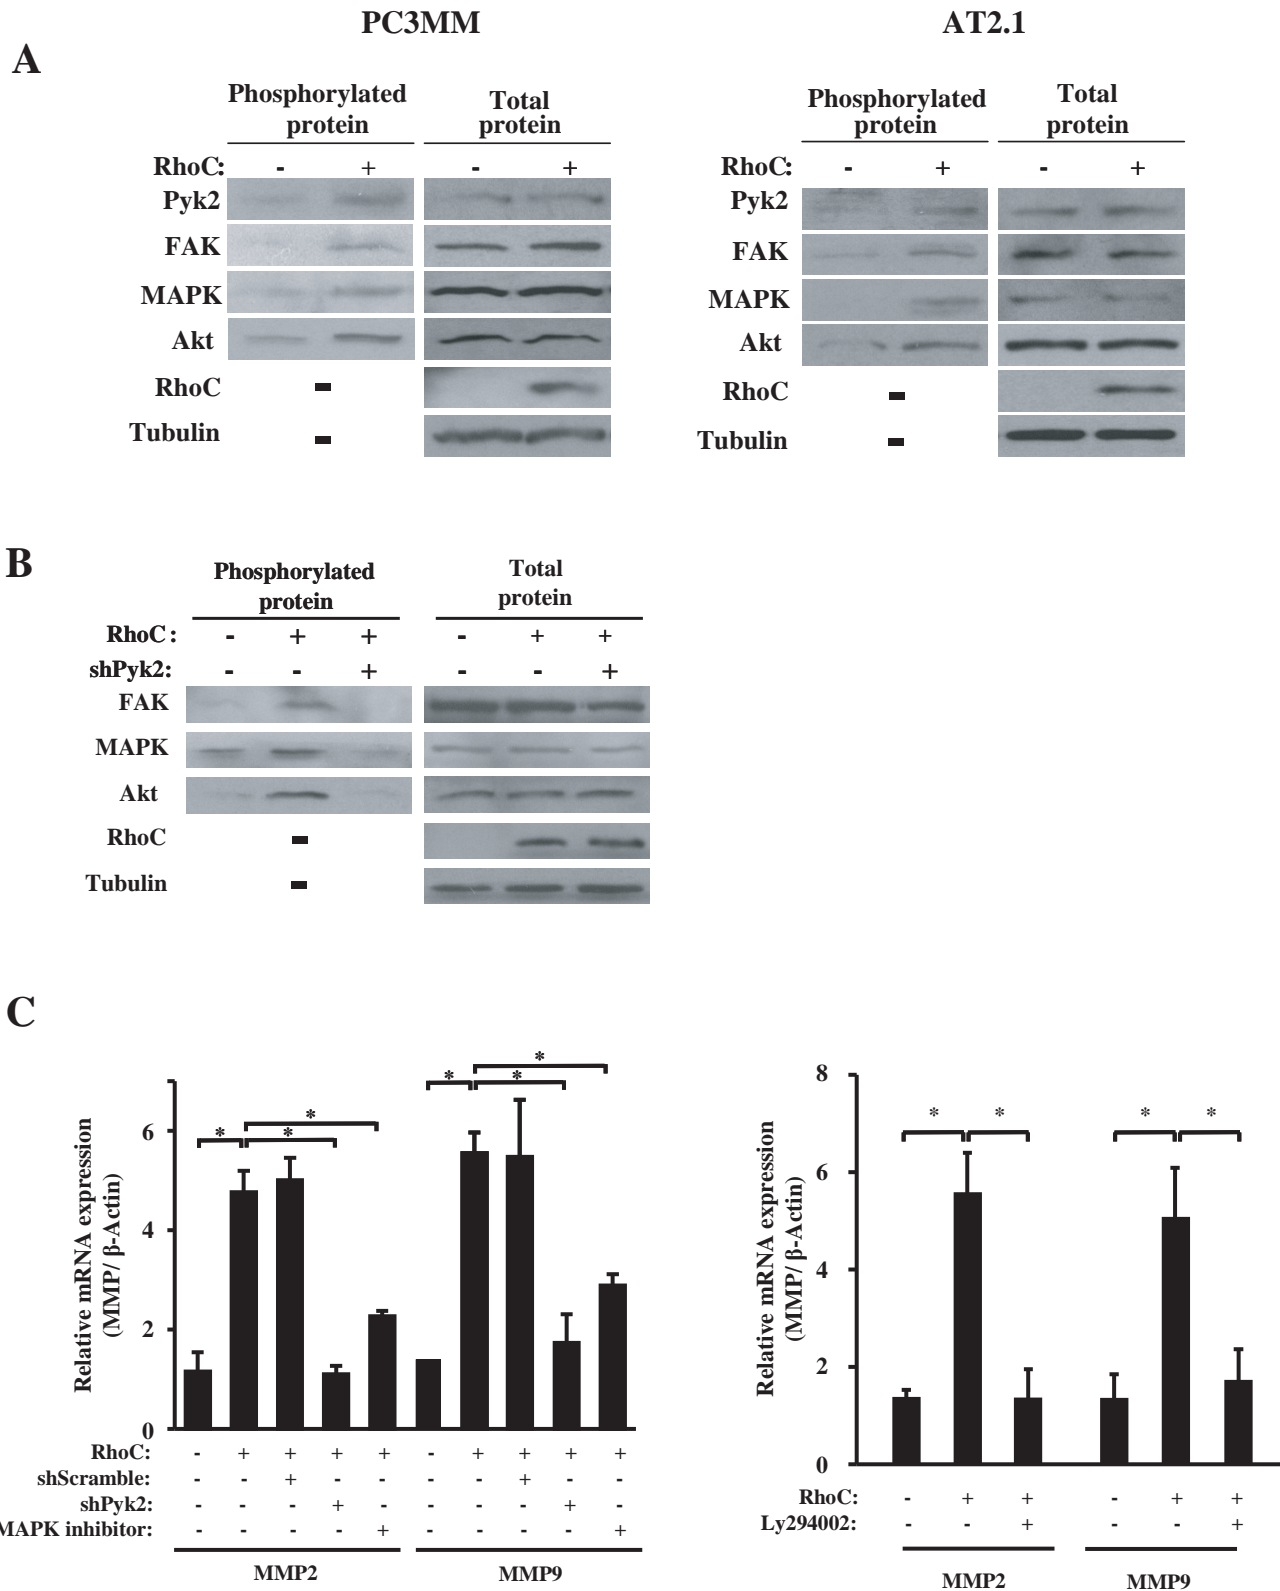 PC3MM
AT2.1
A
Phosphorylated
protein
Total
protein
RhoC: - + - +
Pyk2
FAK
MAPK
Akt
RhoC -
Tubulin -
Phosphorylated
protein
Total
protein
RhoC: - + - +
Pyk2
FAK
MAPK
Akt
RhoC -
Tubulin -
B
Phosphorylated
protein
Total
protein
RhoC: - + + - + +
shPyk2: - - + - - +
FAK
MAPK
Akt
RhoC -
Tubulin -
C
Relative mRNA expression
(MMP/ β-Actin)
6
4
2
0
* * *
* * *
RhoC: - + + + + - + + + +
shScramble: - - + - - - - + - -
shPyk2: - - - + - - - - + -
MAPK inhibitor: - - - - + - - - - +
MMP2 MMP9
Relative mRNA expression
(MMP/ β-Actin)
8
6
4
2
0
* * * *
RhoC: - + + - + +
Ly294002: - - + - - +
MMP2 MMP9